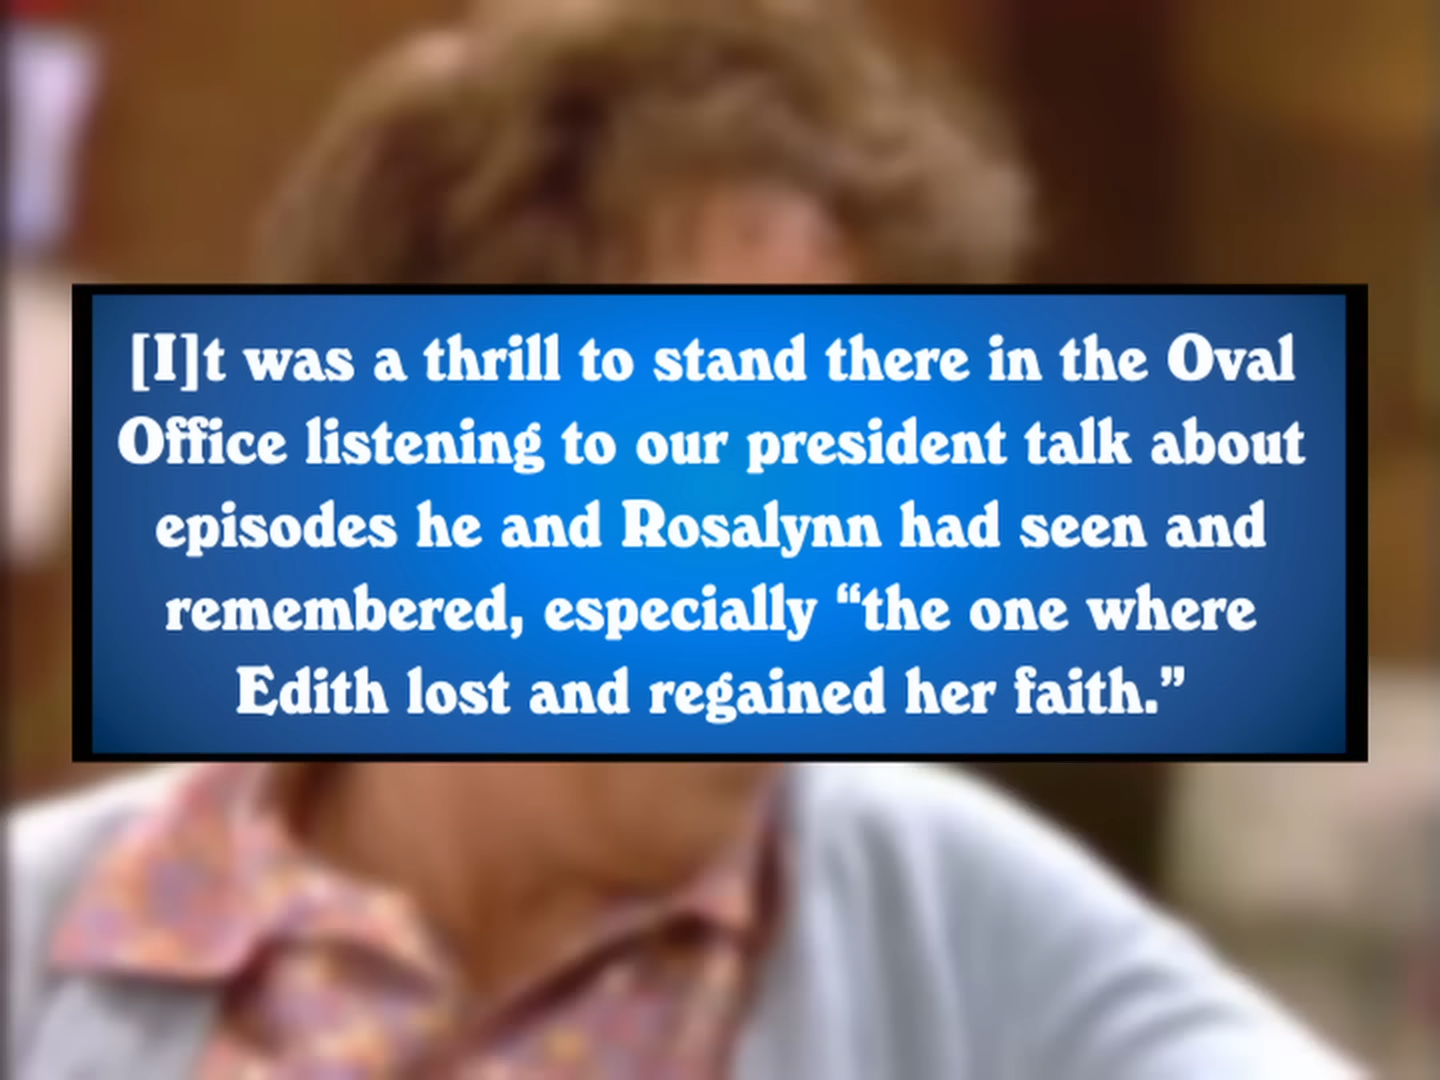 [I]t was a thrill to stand there in the Oval
Office listening to our president talk about
episodes he and Rosalynn had seen and
remembered, especially “the one where
Edith lost and regained her faith.”